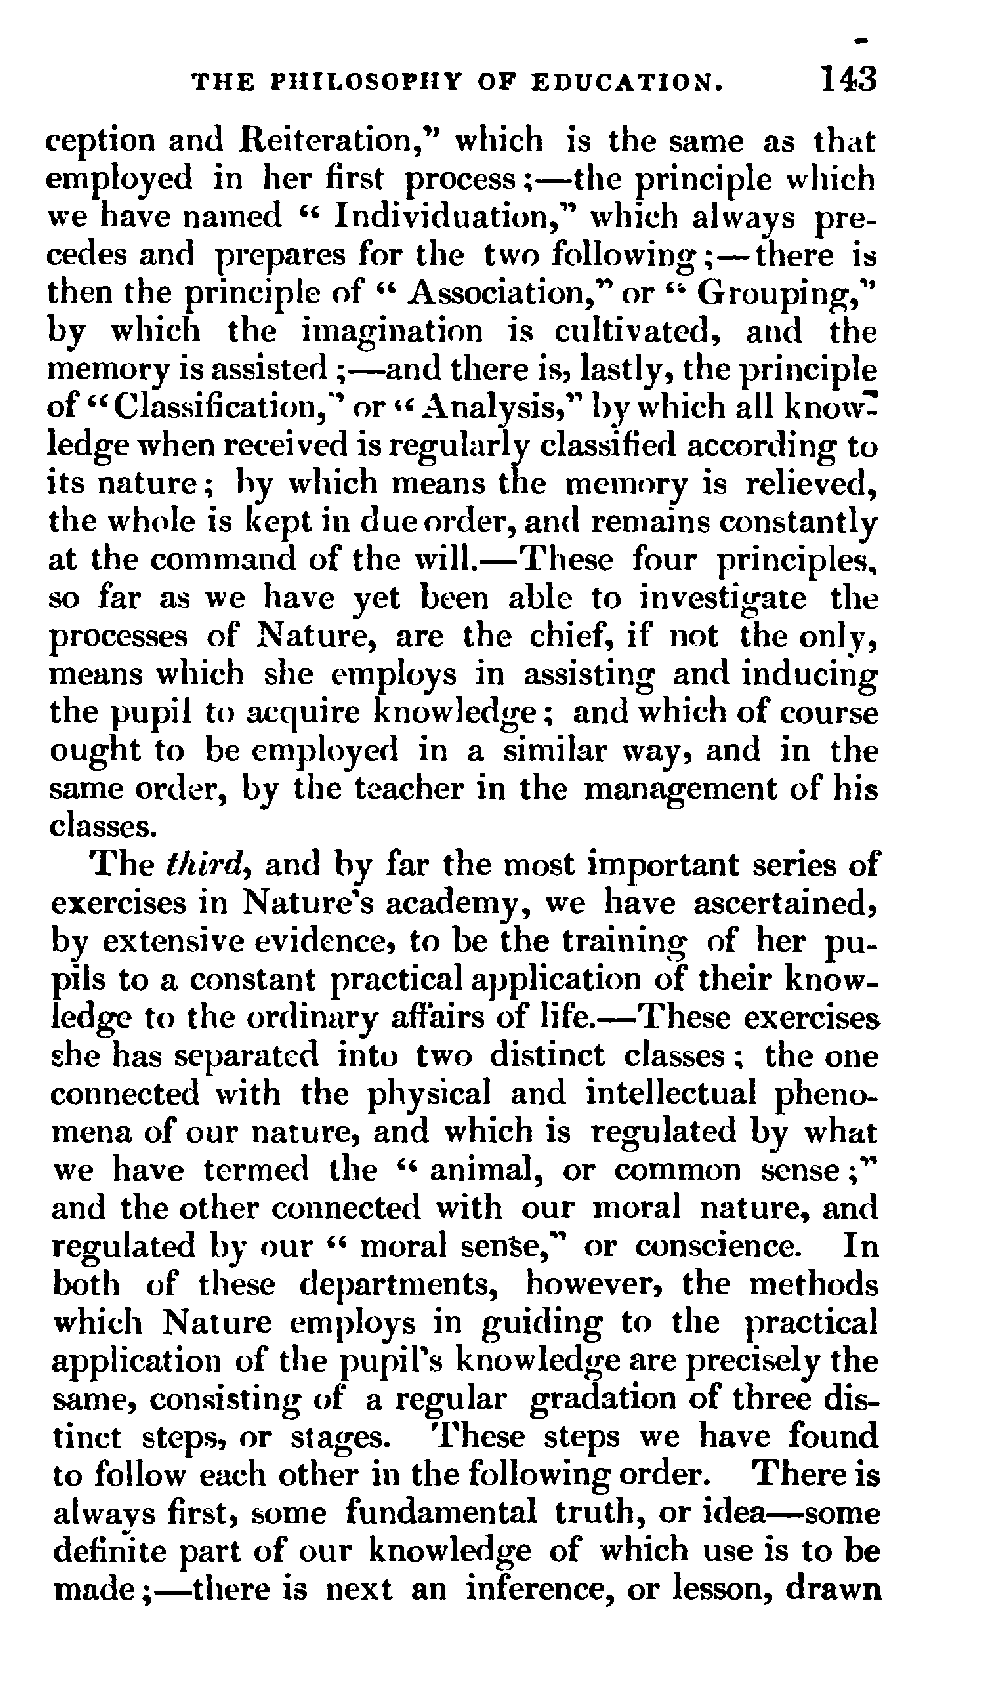 THE PHILOSOPHY OF EDUCATION. 143
ception and Reiteration," which is the same as that
employed in her first process;—the principle which
we have named " Individuation," which always pre-
cedes and prepares for the two following;—there is
then the principle of " Association," or " Grouping,"
by which the imagination is cultivated, and the
memory is assisted;—and there is, lastly, the principle
of "Classification," or "Analysis," by which all know-
ledge when received is regularly classified according to
its nature; by which means the memory is relieved,
the whole is kept in due order, and remains constantly
at the command of the will.—These four principles,
so far as we have yet been able to investigate the
processes of Nature, are the chief, if not the only,
means which she employs in assisting and inducing
the pupil to acquire knowledge; and which of course
ought to be employed in a similar way, and in the
same order, by the teacher in the management of his
classes.
The third, and by far the most important series of
exercises in Nature's academy, we have ascertained,
by extensive evidence, to be the training of her pu-
pils to a constant practical application of their know-
ledge to the ordinary affairs of life.—These exercises
she has separated into two distinct classes; the one
connected with the physical and intellectual pheno-
mena of our nature, and which is regulated by what
we have termed the " animal, or common sense;"
and the other connected with our moral nature, and
regulated by our " moral sense," or conscience. In
both of these departments, however, the methods
which Nature employs in guiding to the practical
application of the pupil's knowledge are precisely the
same, consisting of a regular gradation of three dis-
tinct steps, or stages. These steps we have found
to follow each other in the following order. There is
always first, some fundamental truth, or idea—some
definite part of our knowledge of which use is to be
made;—there is next an inference, or lesson, drawn